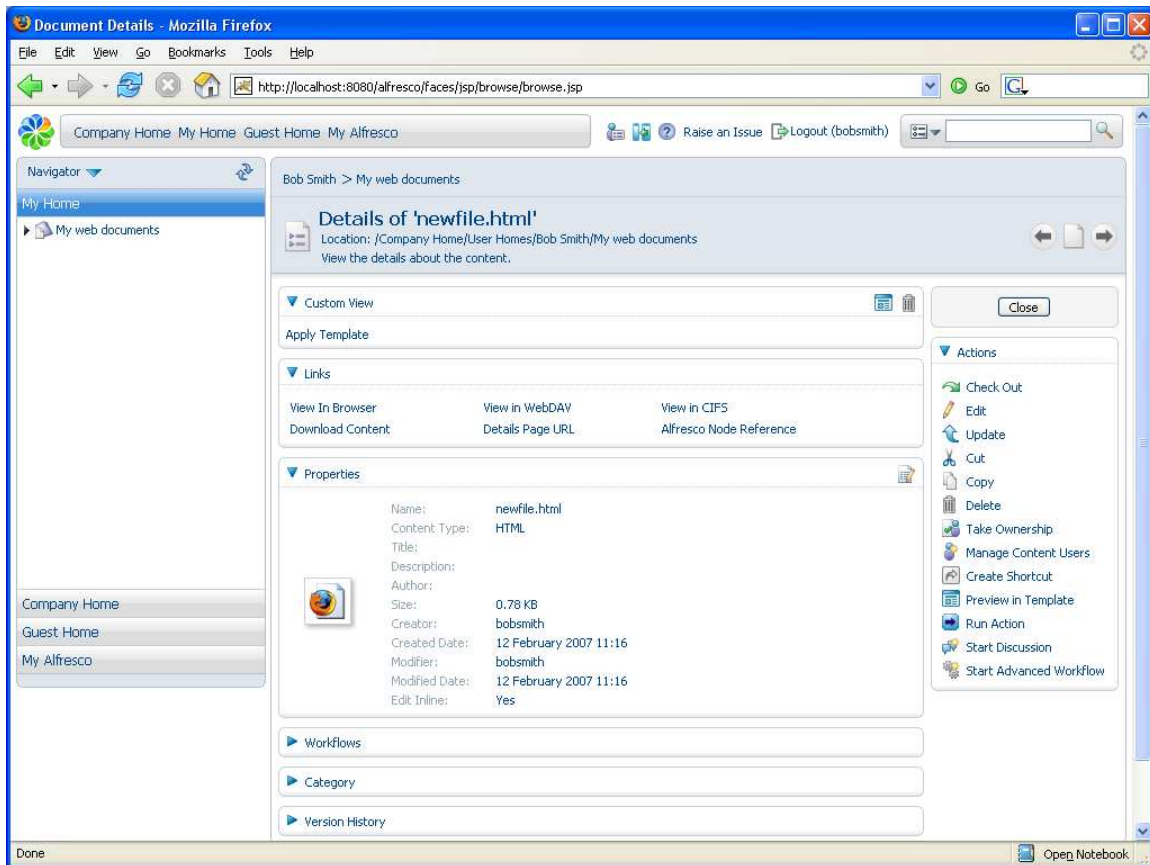 Document Details - Mozilla Firefox
File Edit View Go Bookmarks Tools Help
http://localhost:8080/alfresco/faces/jsp/browse/browse.jsp Go G
Company Home My Home Guest Home My Alfresco Raise an Issue Logout (bobsmith)
Navigator
My Home
My web documents
Company Home
Guest Home
My Alfresco
Bob Smith > My web documents
Details of 'newfile.html'
Location: /Company Home/User Homes/Bob Smith/My web documents
View the details about the content.
Custom View
Apply Template
Links
View In Browser View in WebDAV View in CIFS
Download Content Details Page URL Alfresco Node Reference
Properties
Name: newfile.html
Content Type: HTML
Title:
Description:
Author:
Size: 0.78 KB
Creator: bobsmith
Created Date: 12 February 2007 11:16
Modifier: bobsmith
Modified Date: 12 February 2007 11:16
Edit Inline: Yes
Workflows
Category
Version History
Close
Actions
Check Out
Edit
Update
Cut
Copy
Delete
Take Ownership
Manage Content Users
Create Shortcut
Preview in Template
Run Action
Start Discussion
Start Advanced Workflow
Done Open Notebook